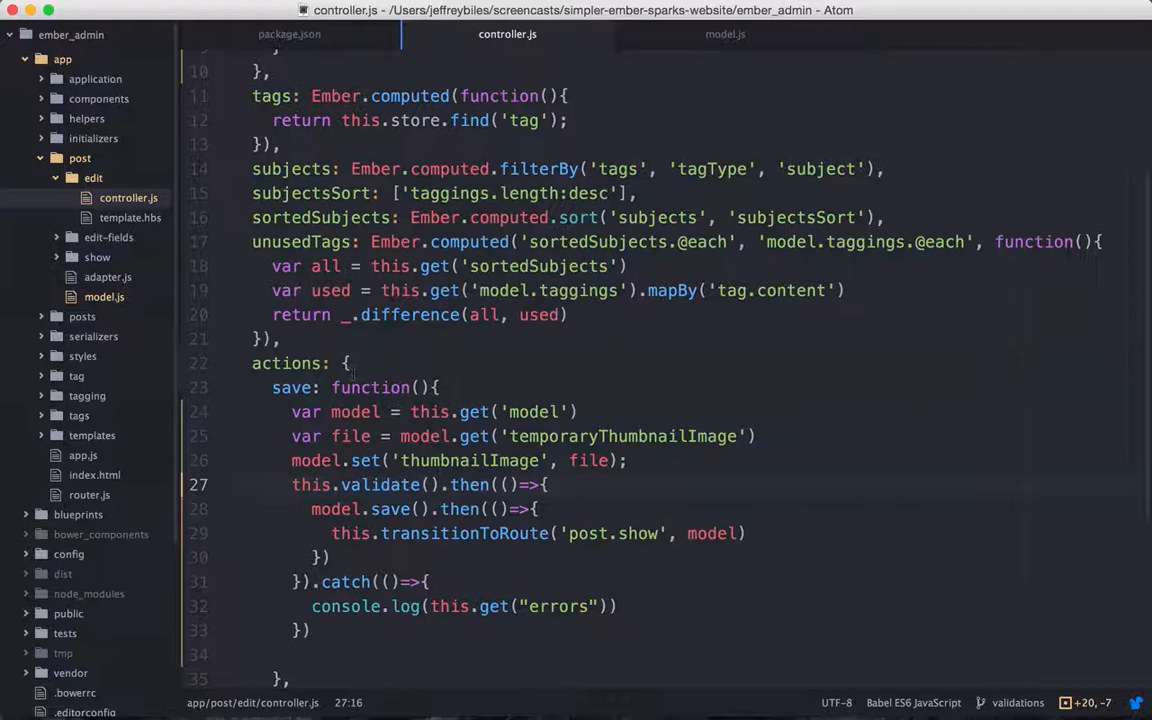 controller.js - /Users/jeffreybiles/screencasts/simpler-ember-sparks-website/ember_admin - Atom
ember_admin
package.json
controller.js
model.js
app
application
components
helpers
initializers
post
edit
controller.js
template.hbs
edit-fields
show
adapter.js
model.js
posts
serializers
styles
tag
tagging
tags
templates
app.js
index.html
router.js
blueprints
bower_components
config
dist
node_modules
public
tests
tmp
vendor
.bowerrc
.editorconfig
10 },
11 tags: Ember.computed(function(){
12 return this.store.find('tag');
13 }),
14 subjects: Ember.computed.filterBy('tags', 'tagType', 'subject'),
15 subjectsSort: ['taggings.length:desc'],
16 sortedSubjects: Ember.computed.sort('subjects', 'subjectsSort'),
17 unusedTags: Ember.computed('sortedSubjects.@each', 'model.taggings.@each', function(){
18 var all = this.get('sortedSubjects')
19 var used = this.get('model.taggings').mapBy('tag.content')
20 return _.difference(all, used)
21 }),
22 actions: {
23 save: function(){
24 var model = this.get('model')
25 var file = model.get('temporaryThumbnailImage')
26 model.set('thumbnailImage', file);
27 this.validate().then(()=>{
28 model.save().then(()=>{
29 this.transitionToRoute('post.show', model)
30 })
31 }).catch(()=>{
32 console.log(this.get("errors"))
33 })
34
35 },
app/post/edit/controller.js 27:16
UTF-8 Babel ES6 JavaScript validations +20, -7